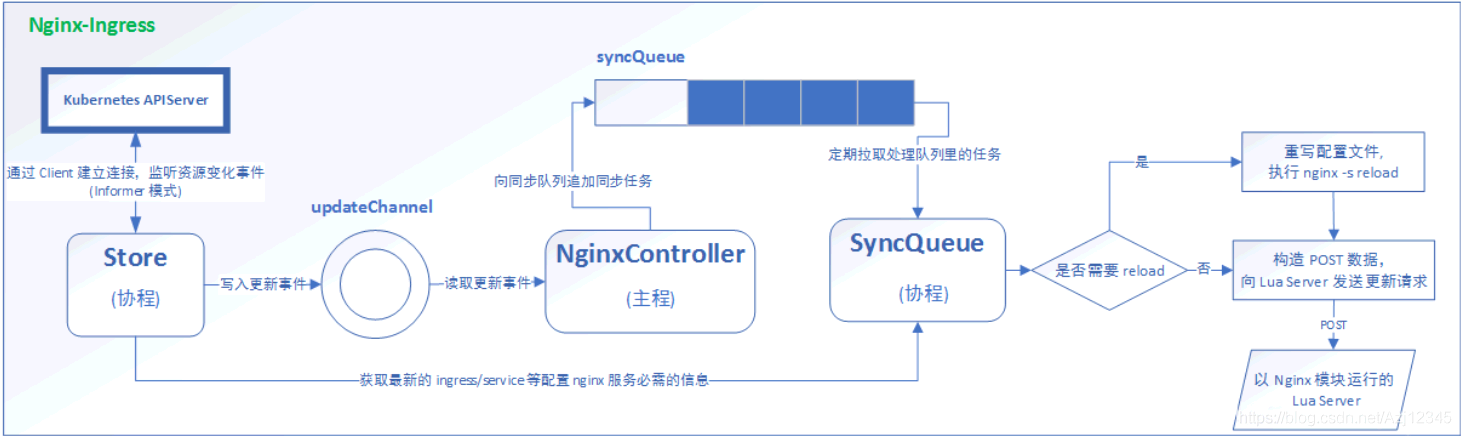 Nginx-Ingress
Kubernetes APIServer
通过 Client 建立连接，监听资源变化事件
(Informer 模式)
Store
(协程)
写入更新事件
updateChannel
读取更新事件
NginxController
(主程)
向同步队列追加同步任务
syncQueue
定期拉取处理队列里的任务
SyncQueue
(协程)
获取最新的 ingress/service 等配置 nginx 服务必需的信息
是否需要 reload
是
重写配置文件，
执行 nginx -s reload
否
构造 POST 数据，
向 Lua Server 发送更新请求
POST
以 Nginx 模块运行的
Lua Server